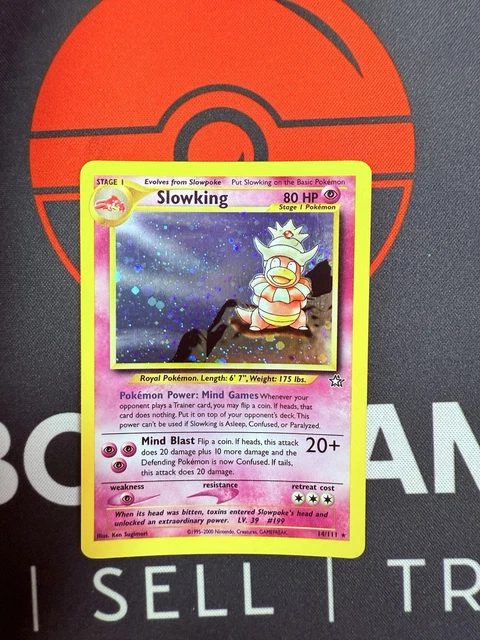 STAGE 1 Evolves from Slowpoke Put Slowking on the Basic Pokémon
Slowking 80 HP
Stage 1 Pokémon
Royal Pokémon. Length: 6' 7", Weight: 175 lbs.
Pokémon Power: Mind Games Whenever your
opponent plays a Trainer card, you may flip a coin. If heads, that
card does nothing. Put it on top of your opponent's deck. This
power can't be used if Slowking is Asleep, Confused, or Paralyzed.
Mind Blast Flip a coin. If heads, this attack
does 20 damage plus 10 more damage and the
Defending Pokémon is now Confused. If tails,
this attack does 20 damage.
20+
weakness resistance retreat cost
When its head was bitten, toxins entered Slowpoke's head and
unlocked an extraordinary power. LV. 39 #199
Illus. Ken Sugimori ©1995-2000 Nintendo, Creatures, GAMEFREAK. 14/111 ★
BO AM
| SELL | TR